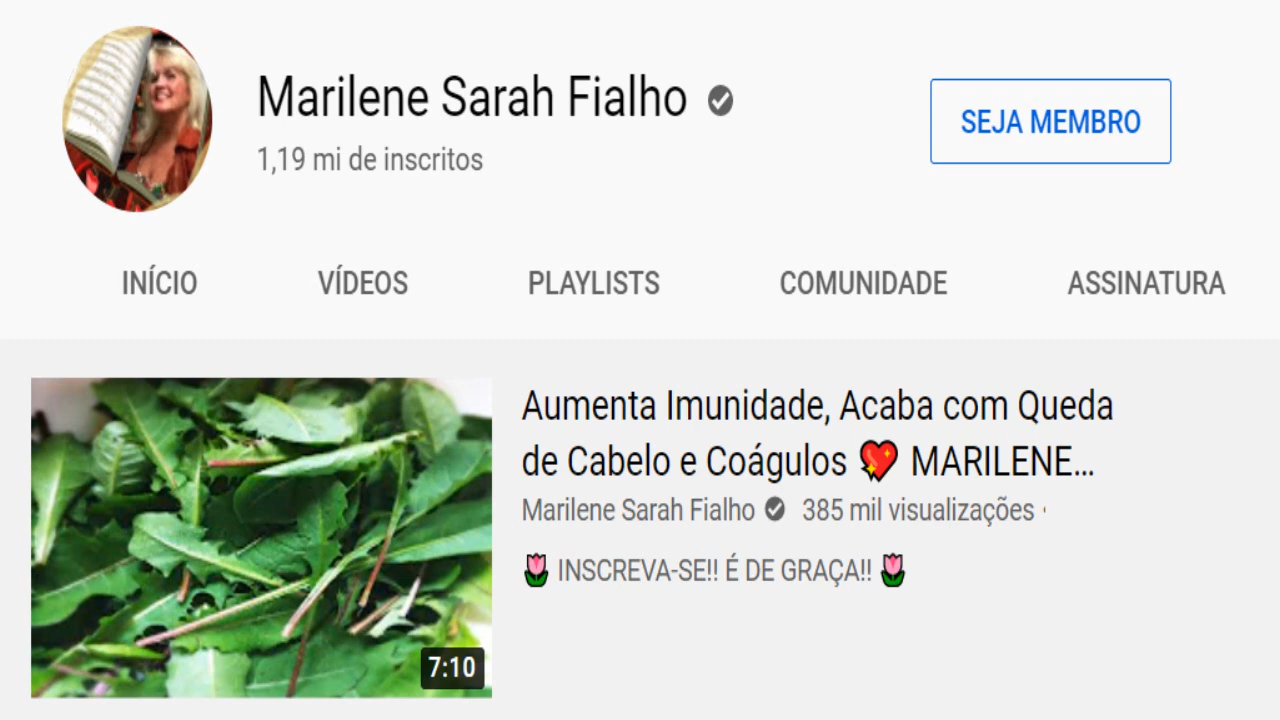 Marilene Sarah Fialho
1,19 mi de inscritos
SEJA MEMBRO
INÍCIO VÍDEOS PLAYLISTS COMUNIDADE ASSINATURA
Aumenta Imunidade, Acaba com Queda
de Cabelo e Coágulos 💖 MARILENE...
Marilene Sarah Fialho 385 mil visualizações •
🌷 INSCREVA-SE!! É DE GRAÇA!! 🌷
7:10